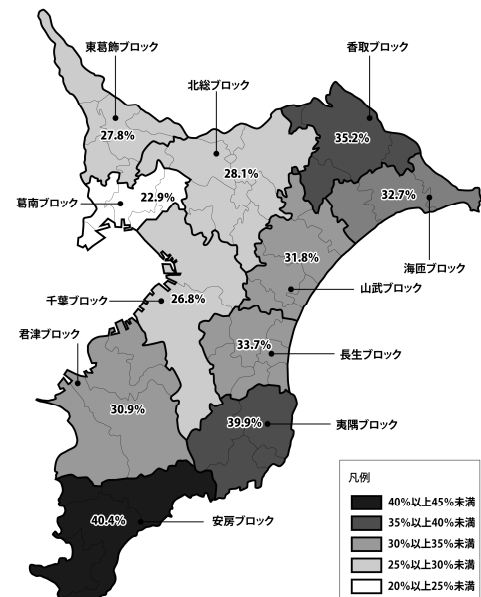 東葛飾ブロック
香取ブロック
北総ブロック
27.8%
35.2%
28.1%
22.9%
32.7%
葛南ブロック
31.8%
海匝ブロック
山武ブロック
千葉ブロック
26.8%
君津ブロック
33.7%
長生ブロック
30.9%
39.9%
夷隅ブロック
凡例
40%以上45%未満
35%以上40%未満
40.4%
安房ブロック
30%以上35%未満
25%以上30%未満
20%以上25%未満